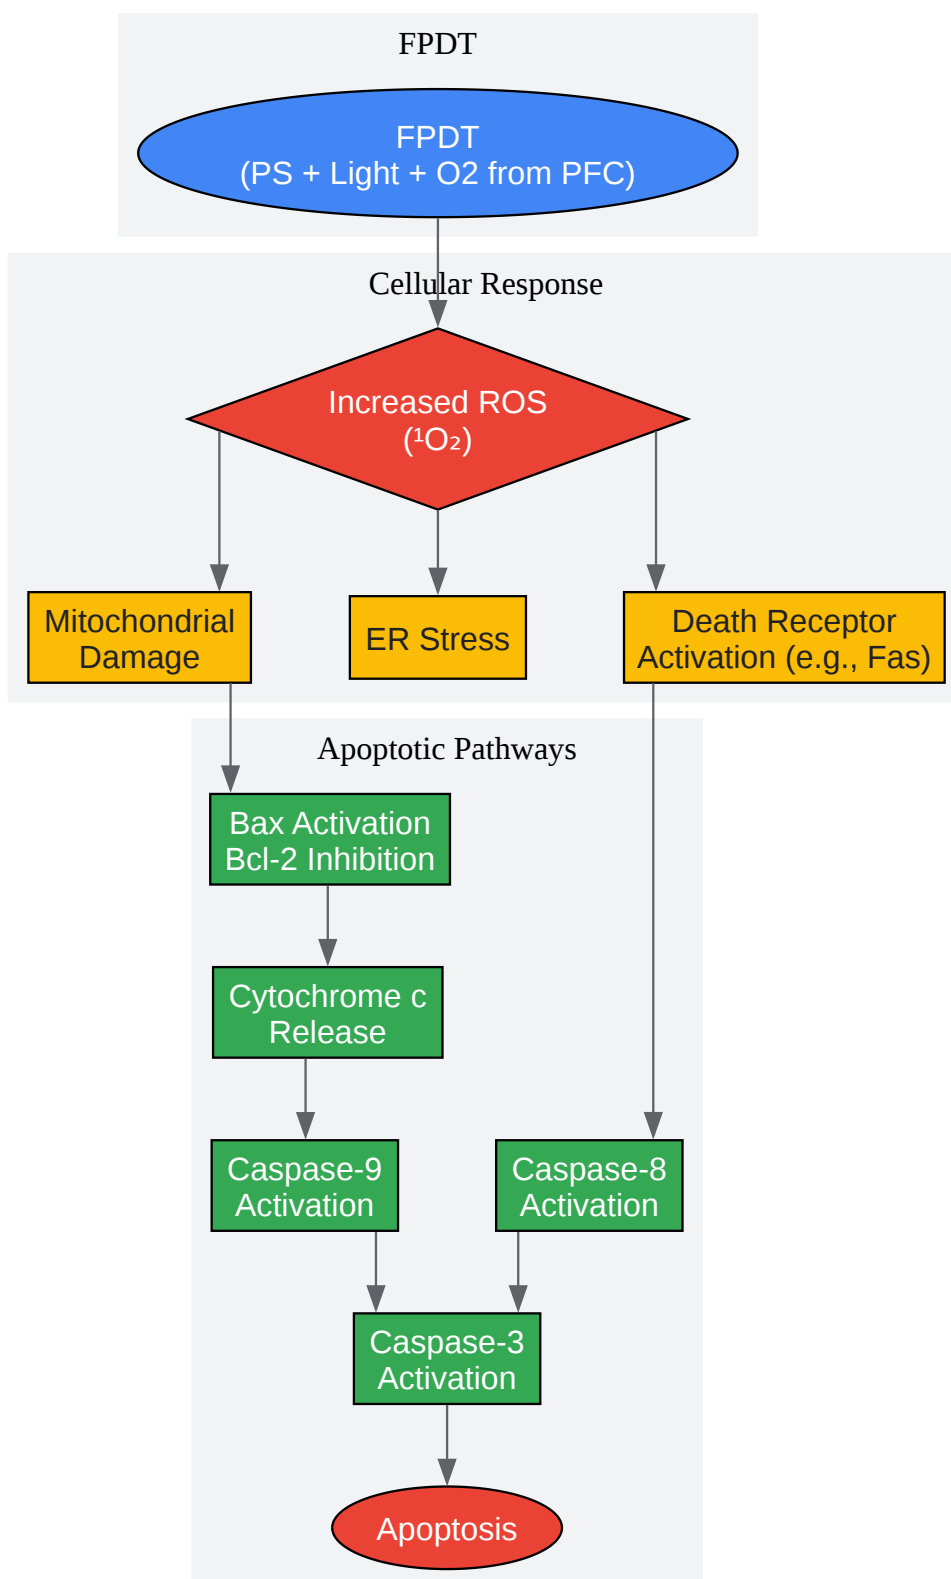 FPDT
FPDT
(PS + Light + O2 from PFC)
Cellular Response
Increased ROS
(¹O₂)
Mitochondrial
Damage
ER Stress
Death Receptor
Activation (e.g., Fas)
Apoptotic Pathways
Bax Activation
Bcl-2 Inhibition
Cytochrome c
Release
Caspase-9
Activation
Caspase-8
Activation
Caspase-3
Activation
Apoptosis